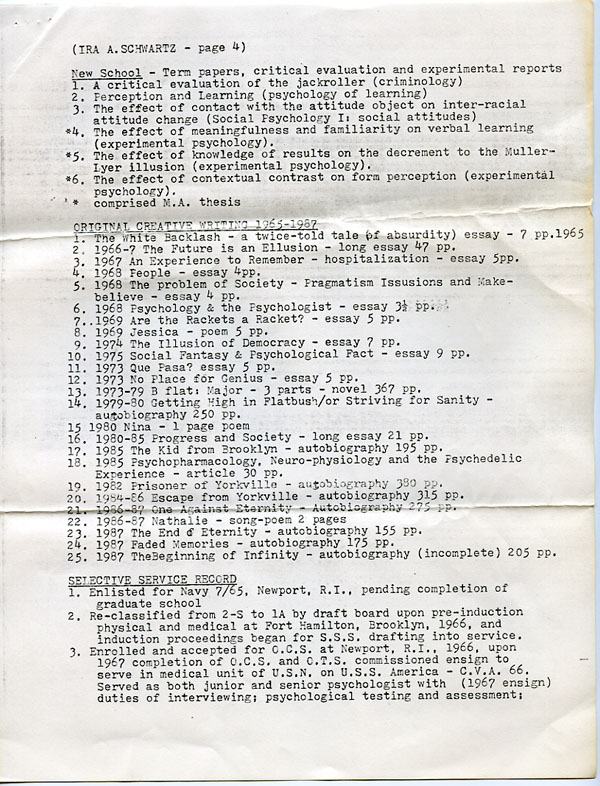 (IRA A.SCHWARTZ - page 4)
New School - Term papers, critical evaluation and experimental reports
1. A critical evaluation of the jackroller (criminology)
2. Perception and Learning (psychology of learning)
3. The effect of contact with the attitude object on inter-racial
attitude change (Social Psychology I: social attitudes)
*4. The effect of meaningfulness and familiarity on verbal learning
(experimental psychology).
*5. The effect of knowledge of results on the decrement to the Muller-
Lyer illusion (experimental psychology).
*6. The effect of contextual contrast on form perception (experimental
psychology).
* comprised M.A. thesis
ORIGINAL CREATIVE WRITING 1965-1987
1. The White Backlash - a twice-told tale of absurdity) essay - 7 pp.1965
2. 1966-7 The Future is an Ellusion - long essay 47 pp.
3. 1967 An Experience to Remember - hospitalization - essay 5pp.
4. 1968 People - essay 4pp.
5. 1968 The problem of Society - Pragmatism Issusions and Make-
believe - essay 4 pp.
6. 1968 Psychology & the Psychologist - essay 3½ pp.
7. 1969 Are the Rackets a Racket? - essay 5 pp.
8. 1969 Jessica - poem 5 pp.
9. 1974 The Illusion of Democracy - essay 7 pp.
10. 1975 Social Fantasy & Psychological Fact - essay 9 pp.
11. 1973 Que Pasa? essay 5 pp.
12. 1973 No Place for Genius - essay 5 pp.
13. 1973-79 B flat: Major - 3 parts - novel 367 pp.
14. 1979-80 Getting High in Flatbush/or Striving for Sanity -
autobiography 250 pp.
15 1980 Nina - 1 page poem
16. 1980-85 Progress and Society - long essay 21 pp.
17. 1985 The Kid from Brooklyn - autobiography 195 pp.
18. 1985 Psychopharmacology, Neuro-physiology and the Psychedelic
Experience - article 30 pp.
19. 1982 Prisoner of Yorkville - autobiography 380 pp.
20. 1984-86 Escape from Yorkville - autobiography 315 pp.
21. 1986-87 One Against Eternity - Autobiography 275 pp.
22. 1986-87 Nathalie - song-poem 2 pages
23. 1987 The End of Eternity - autobiography 155 pp.
24. 1987 Faded Memories - autobiography 175 pp.
25. 1987 TheBeginning of Infinity - autobiography (incomplete) 205 pp.
SELECTIVE SERVICE RECORD
1. Enlisted for Navy 7/65, Newport, R.I., pending completion of
graduate school
2. Re-classified from 2-S to 1A by draft board upon pre-induction
physical and medical at Fort Hamilton, Brooklyn, 1966, and
induction proceedings began for S.S.S. drafting into service.
3. Enrolled and accepted for O.C.S. at Newport, R.I., 1966, upon
1967 completion of O.C.S. and O.T.S. commissioned ensign to
serve in medical unit of U.S.N. on U.S.S. America - C.V.A. 66.
Served as both junior and senior psychologist with (1967 ensign)
duties of interviewing; psychological testing and assessment;